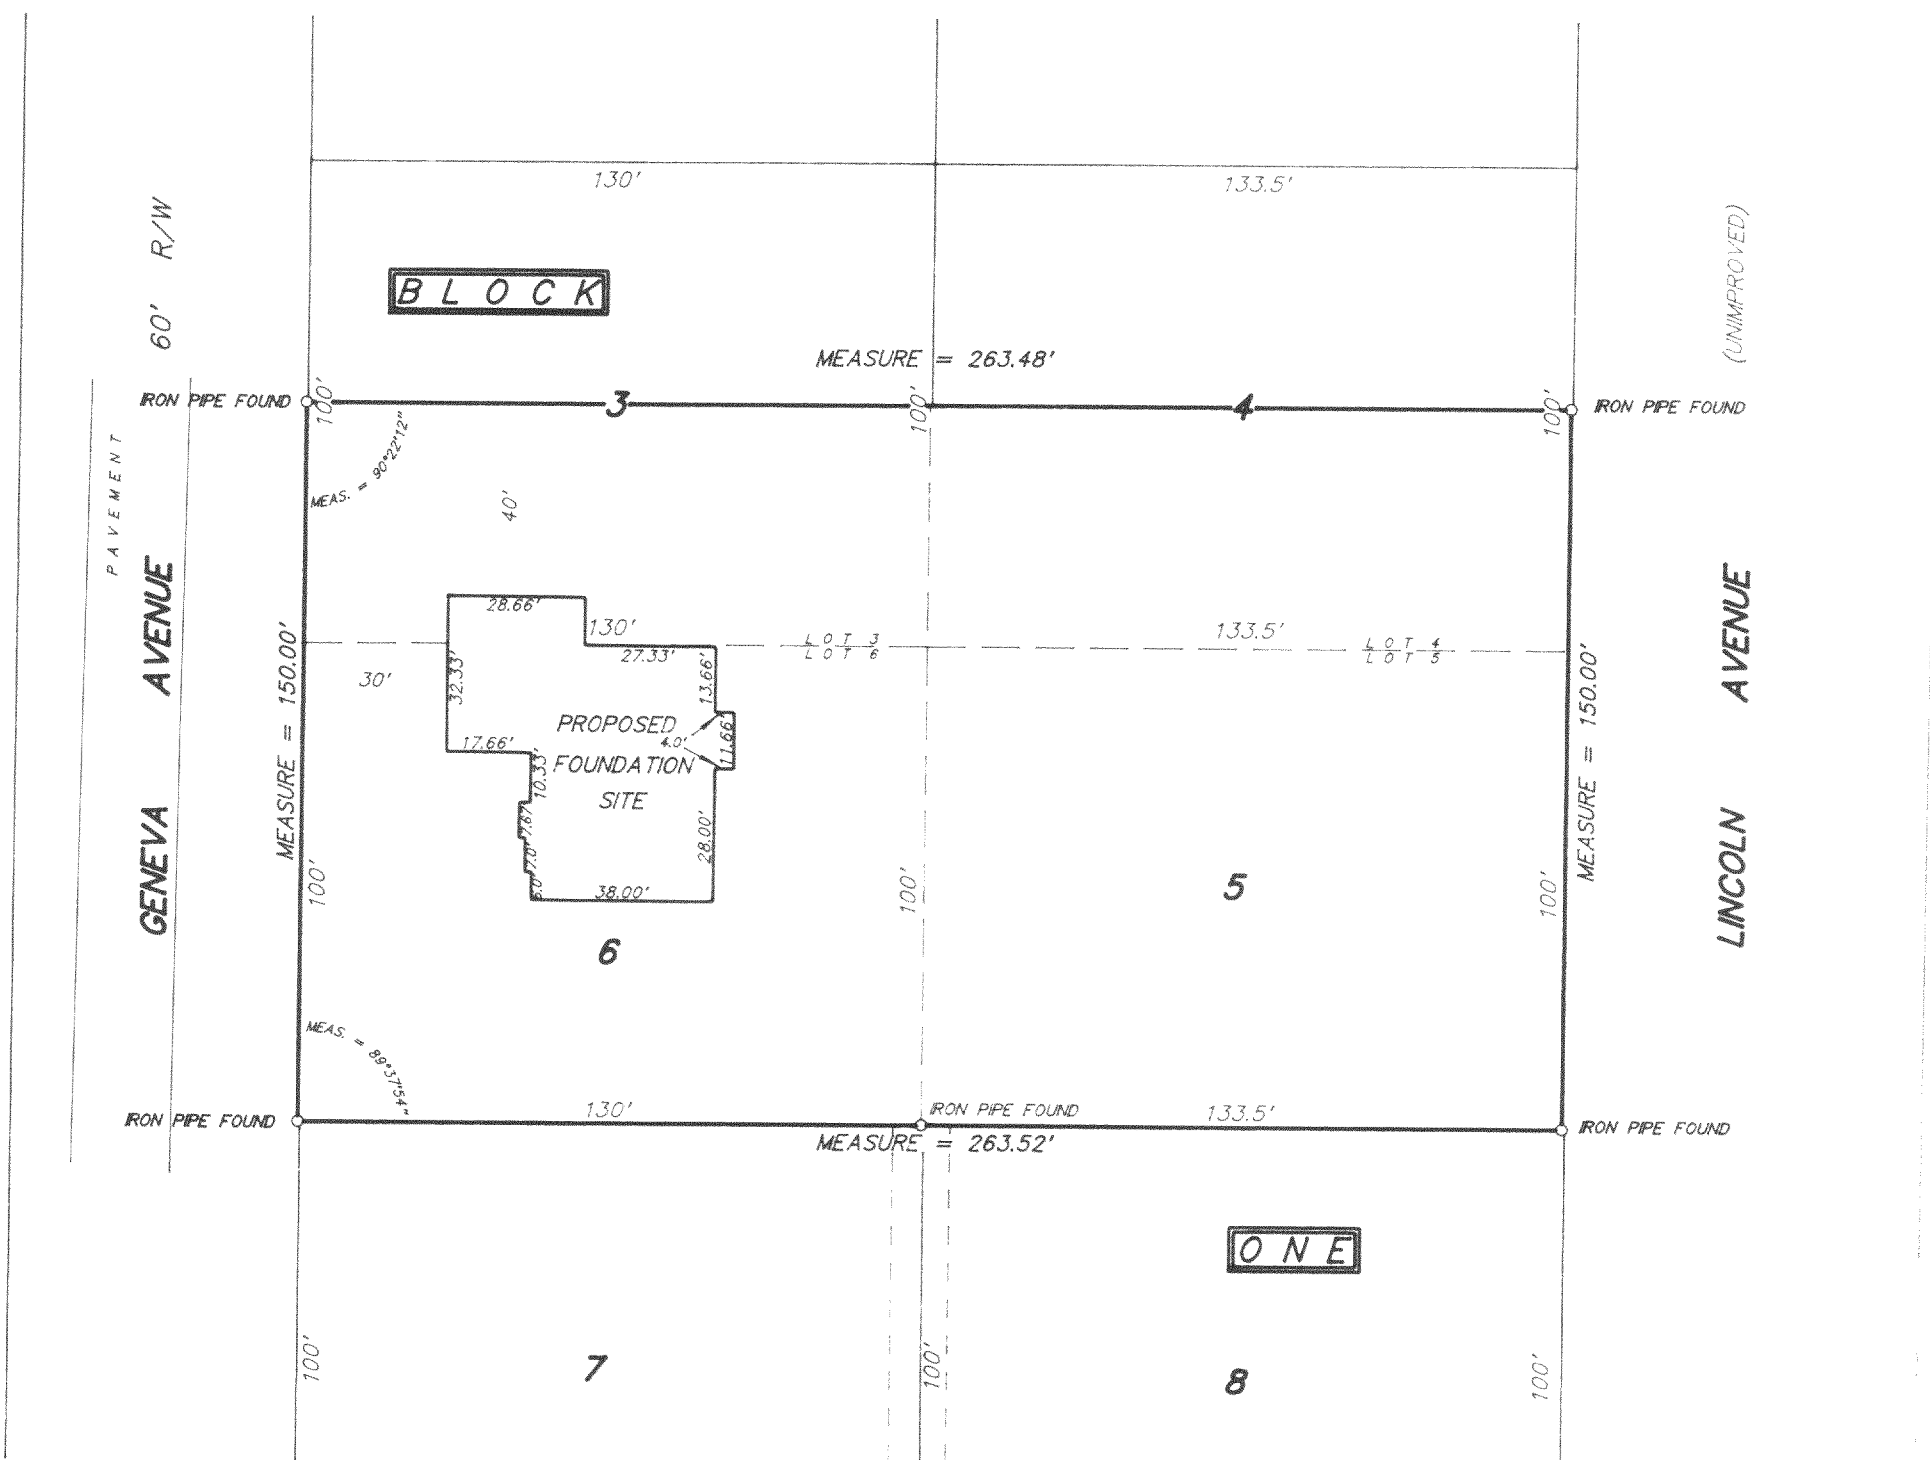 130'
133.5'
60' R/W
(UNIMPROVED)
BLOCK
MEASURE = 263.48'
IRON PIPE FOUND
100'
3
100'
4
100'
IRON PIPE FOUND
MEAS. = 90°22'12"
PAVEMENT
40'
GENEVA AVENUE
LINCOLN AVENUE
MEASURE = 150.00'
MEASURE = 150.00'
28.66'
130'
27.33'
LOT 3
LOT 6
133.5'
LOT 4
LOT 5
30'
32.33'
13.66'
17.66'
PROPOSED
4.0'
11.66'
FOUNDATION
SITE
10.33'
7.67'
7.0'
28.00'
38.00'
100'
100'
5
100'
6
MEAS. = 89°37'54"
IRON PIPE FOUND
130'
IRON PIPE FOUND
133.5'
IRON PIPE FOUND
MEASURE = 263.52'
ONE
100'
7
100'
8
100'